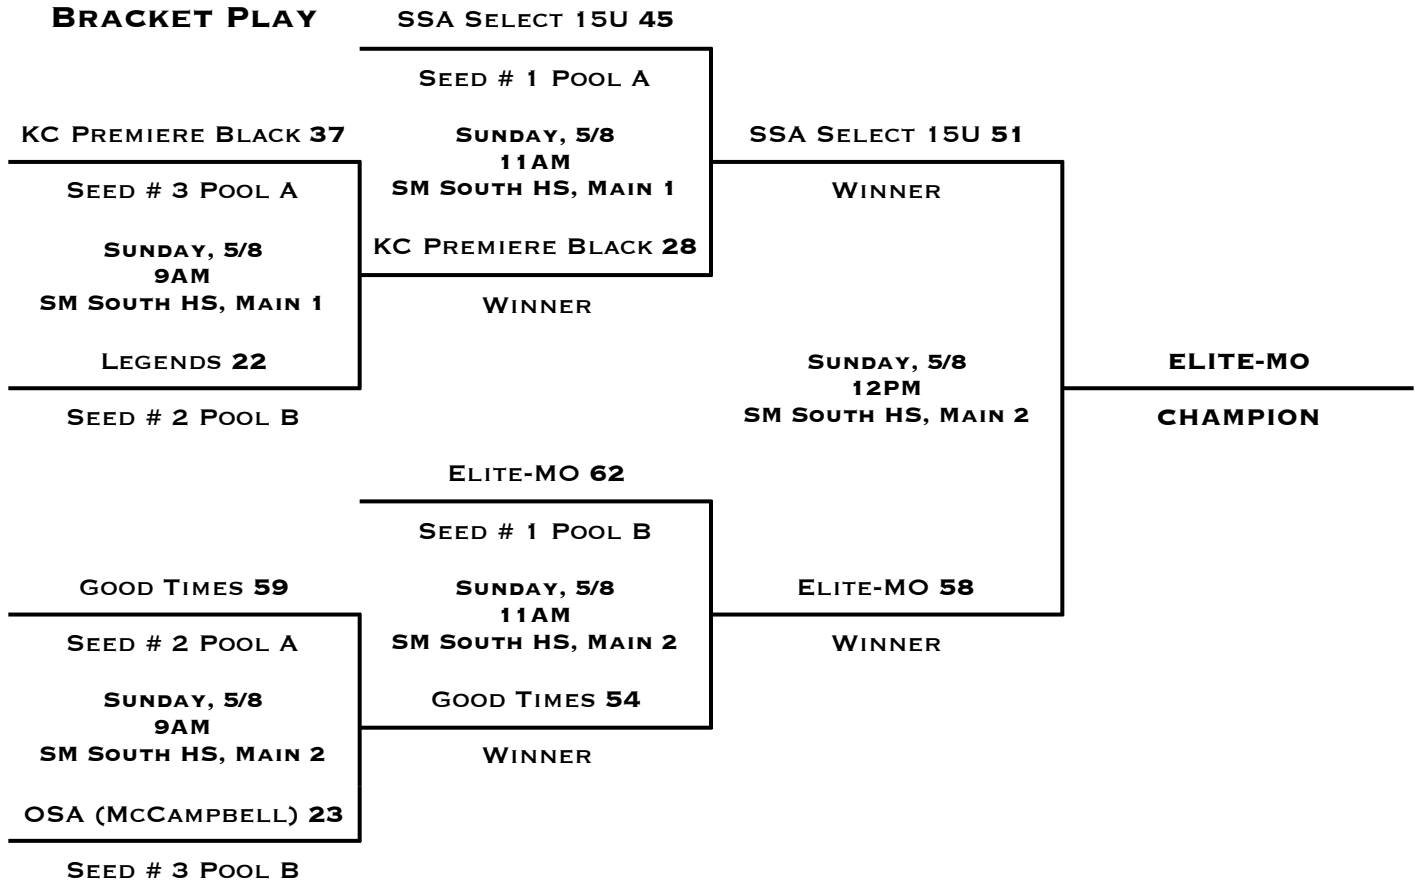 BRACKET PLAY
SSA SELECT 15U 45
SEED # 1 POOL A
SUNDAY, 5/8
11AM
SM SOUTH HS, MAIN 1
KC PREMIERE BLACK 28
WINNER
KC PREMIERE BLACK 37
SEED # 3 POOL A
SUNDAY, 5/8
9AM
SM SOUTH HS, MAIN 1
LEGENDS 22
SEED # 2 POOL B
SSA SELECT 15U 51
WINNER
SUNDAY, 5/8
12PM
SM SOUTH HS, MAIN 2
ELITE-MO
CHAMPION
ELITE-MO 62
SEED # 1 POOL B
SUNDAY, 5/8
11AM
SM SOUTH HS, MAIN 2
GOOD TIMES 54
WINNER
ELITE-MO 58
WINNER
GOOD TIMES 59
SEED # 2 POOL A
SUNDAY, 5/8
9AM
SM SOUTH HS, MAIN 2
OSA (MCCAMPBELL) 23
SEED # 3 POOL B